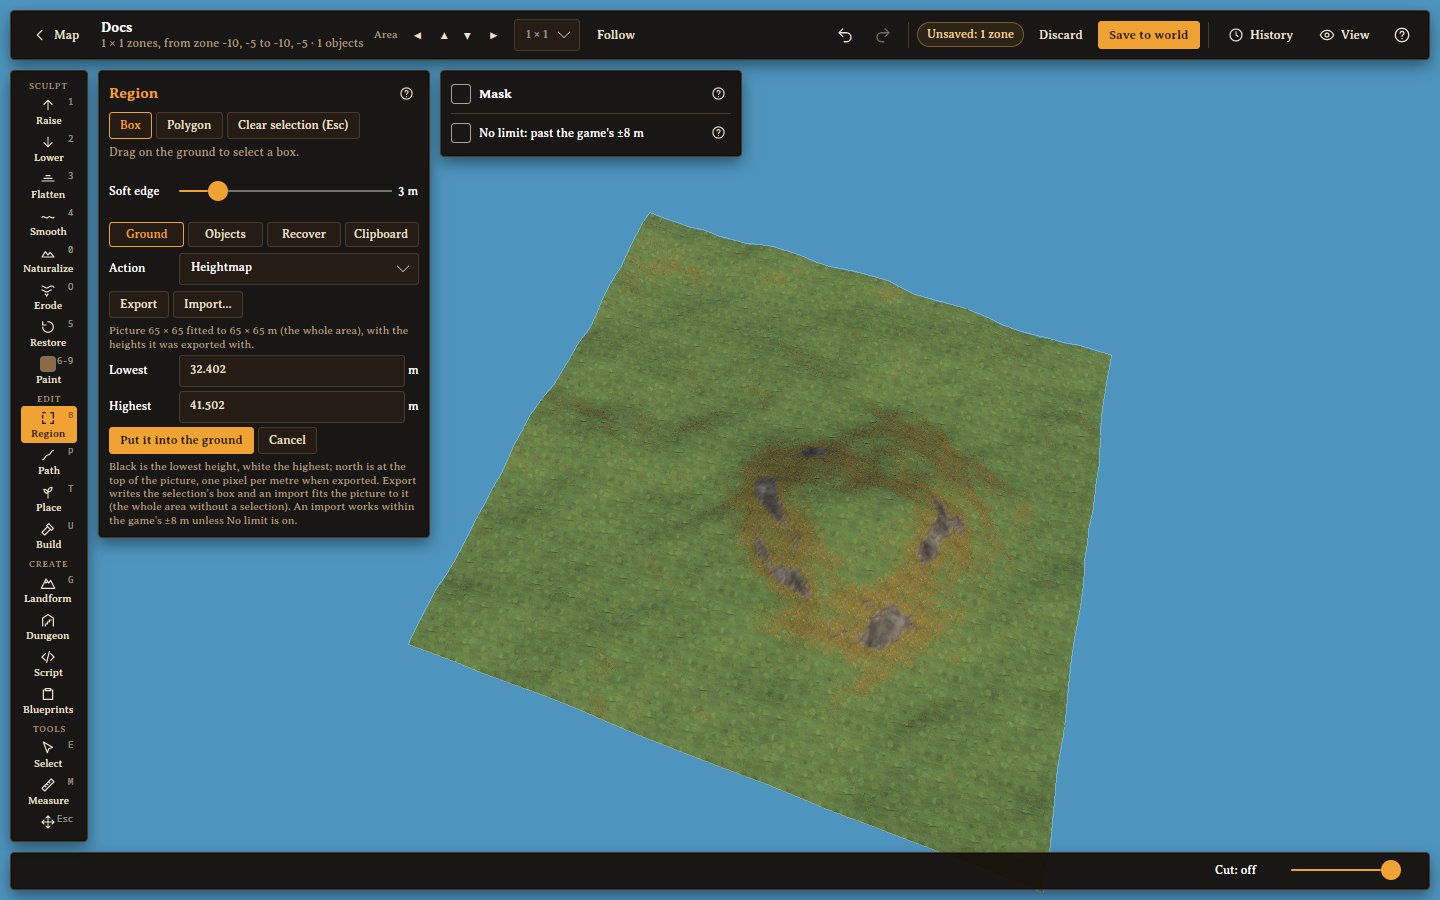 Map
Docs
1 × 1 zones, from zone -10, -5 to -10, -5 · 1 objects
Area
1 × 1
Follow
Unsaved: 1 zone
Discard
Save to world
History
View
SCULPT
Raise 1
Lower 2
Flatten 3
Smooth 4
Naturalize 0
Erode O
Restore 5
Paint 6-9
EDIT
Region B
Path P
Place T
Build U
CREATE
Landform G
Dungeon
Script
Blueprints
TOOLS
Select E
Measure M
Esc
Region
Box
Polygon
Clear selection (Esc)
Drag on the ground to select a box.
Soft edge
3 m
Ground
Objects
Recover
Clipboard
Action
Heightmap
Export
Import...
Picture 65 × 65 fitted to 65 × 65 m (the whole area), with the
heights it was exported with.
Lowest
32.402
m
Highest
41.502
m
Put it into the ground
Cancel
Black is the lowest height, white the highest; north is at the
top of the picture, one pixel per metre when exported. Export
writes the selection's box and an import fits the picture to it
(the whole area without a selection). An import works within
the game's ±8 m unless No limit is on.
Mask
No limit: past the game's ±8 m
Cut: off